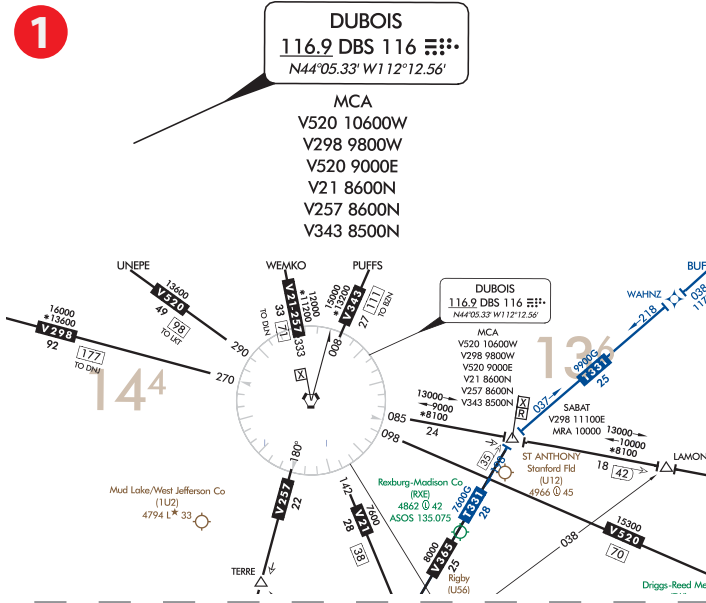 1
DUBOIS
116.9 DBS 116
N44°05.33' W112°12.56'
MCA
V520 10600W
V298 9800W
V520 9000E
V21 8600N
V257 8600N
V343 8500N
UNEPE
WEMKO
PUFFS
BUF
13600
V520
49
98
TO LKT
290
16000
*13600
V298
92
177
TO DNJ
270
14⁴
12000
*11200
V21-257
33
71
TO DLN
333
15000
*13200
V343
27
111
TO BZN
008
X
DUBOIS
116.9 DBS 116
N44°05.33' W112°12.56'
MCA
V520 10600W
V298 9800W
V520 9000E
V21 8600N
V257 8600N
V343 8500N
WAHNZ
038
117
218
13⁶
9900G
T331
25
037
X
R
SABAT
V298 11100E
MRA 10000
13000
9000
*8100
085
24
098
13000
10000
*8100
18
42
LAMON
35
ST ANTHONY
Stanford Fld
(U12)
4966 45
180°
V257
22
TERRE
Mud Lake/West Jefferson Co
(1U2)
4794 L* 33
142
7600
V21
28
38
Rexburg-Madison Co
(RXE)
4862 42
ASOS 135.075
7600G
T331
28
8000
V365
25
Rigby
(U56)
038
15300
V520
70
Driggs-Reed Me